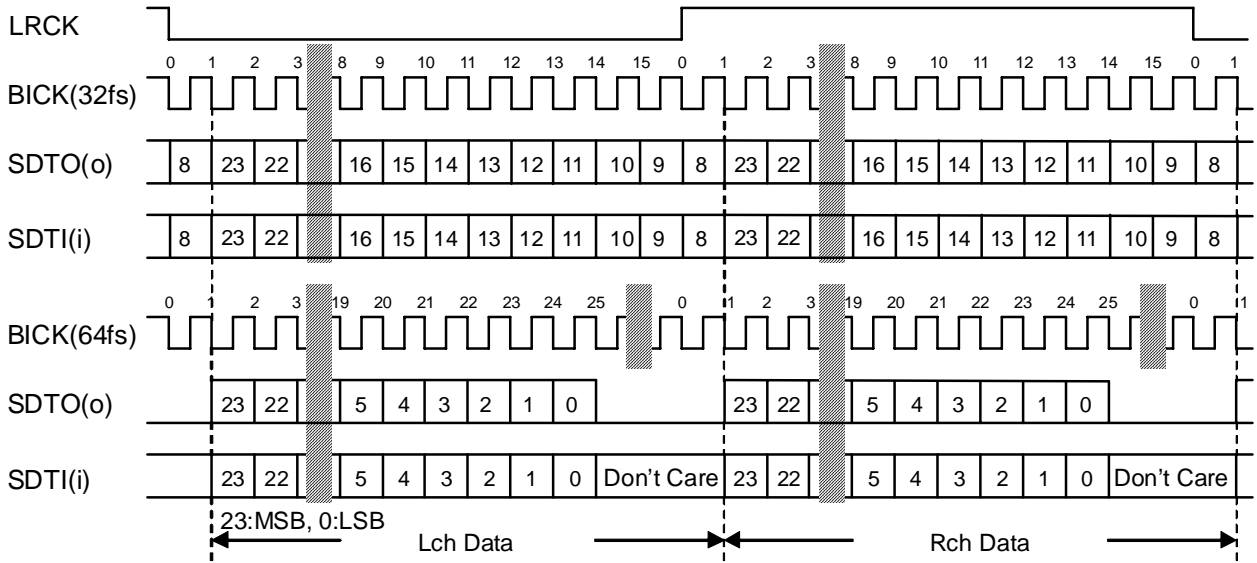 LRCK
0 1 2 3 8 9 10 11 12 13 14 15 0 1 2 3 8 9 10 11 12 13 14 15 0 1
BICK(32fs)
SDTO(o) 8 23 22 16 15 14 13 12 11 10 9 8 23 22 16 15 14 13 12 11 10 9 8
SDTI(i) 8 23 22 16 15 14 13 12 11 10 9 8 23 22 16 15 14 13 12 11 10 9 8
0 1 2 3 19 20 21 22 23 24 25 0 1 2 3 19 20 21 22 23 24 25 0 1
BICK(64fs)
SDTO(o) 23 22 5 4 3 2 1 0 23 22 5 4 3 2 1 0
SDTI(i) 23 22 5 4 3 2 1 0 Don't Care 23 22 5 4 3 2 1 0 Don't Care
23:MSB, 0:LSB
Lch Data Rch Data